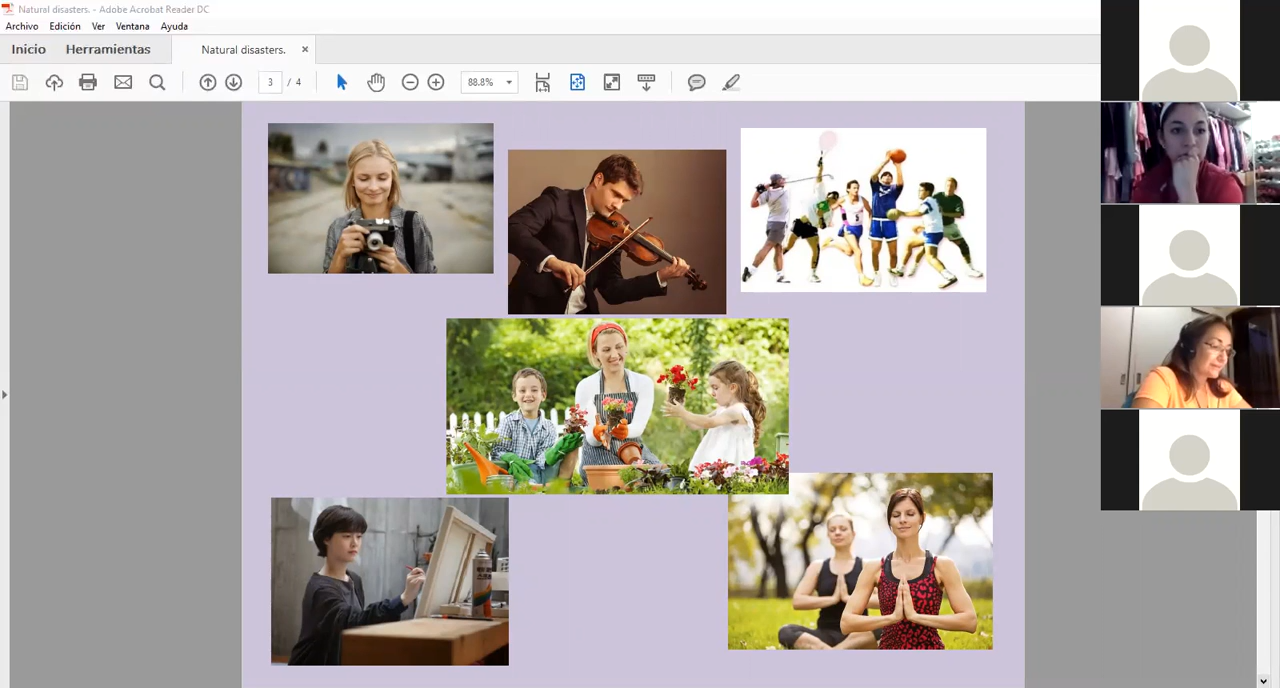 Natural disasters. - Adobe Acrobat Reader DC
Archivo Edición Ver Ventana Ayuda
Inicio Herramientas Natural disasters. ×
3 / 4 88.8%